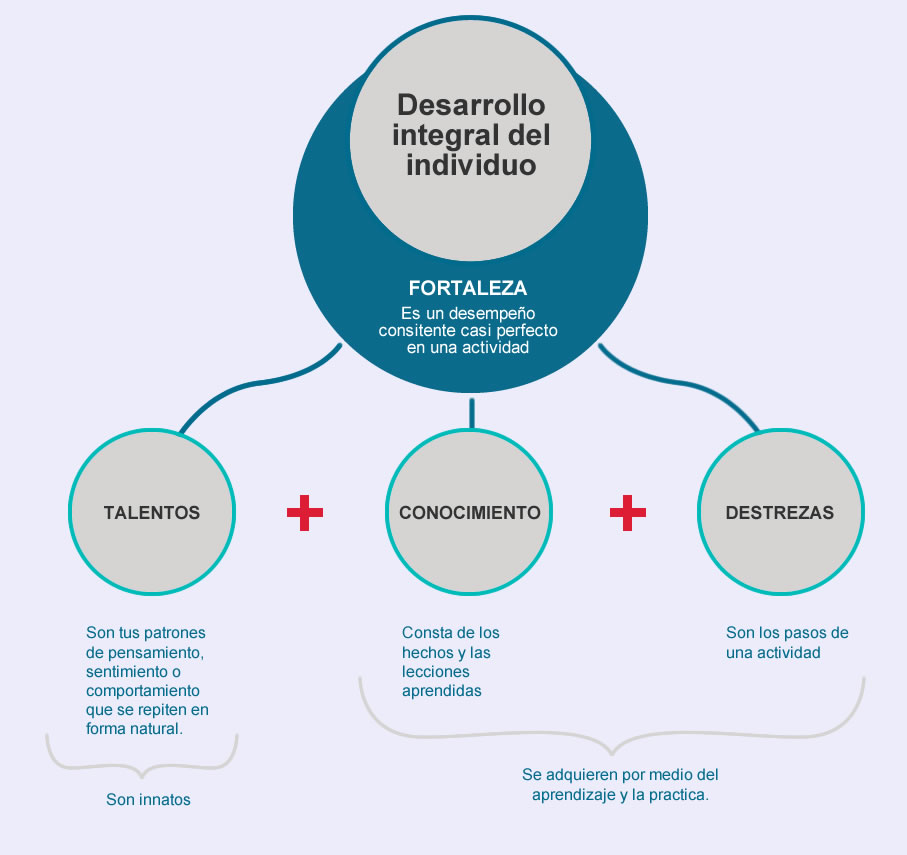 Desarrollo
integral del
individuo
FORTALEZA
Es un desempeño
consitente casi perfecto
en una actividad
TALENTOS
CONOCIMIENTO
DESTREZAS
Son tus patrones
de pensamiento,
sentimiento o
comportamiento
que se repiten en
forma natural.
Consta de los
hechos y las
lecciones
aprendidas
Son los pasos de
una actividad
Son innatos
Se adquieren por medio del
aprendizaje y la practica.